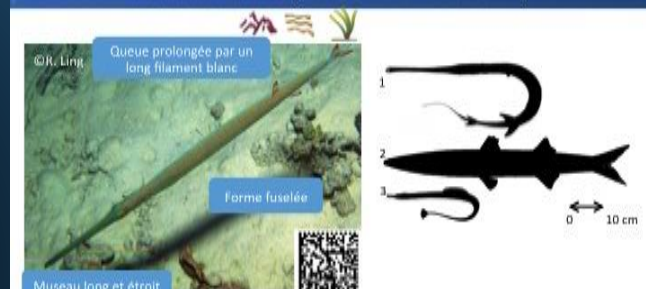 ©R. Ling
Queue prolongée par un
long filament blanc
Forme fuselée
Museau long et étroit
1
2
3
0 10 cm